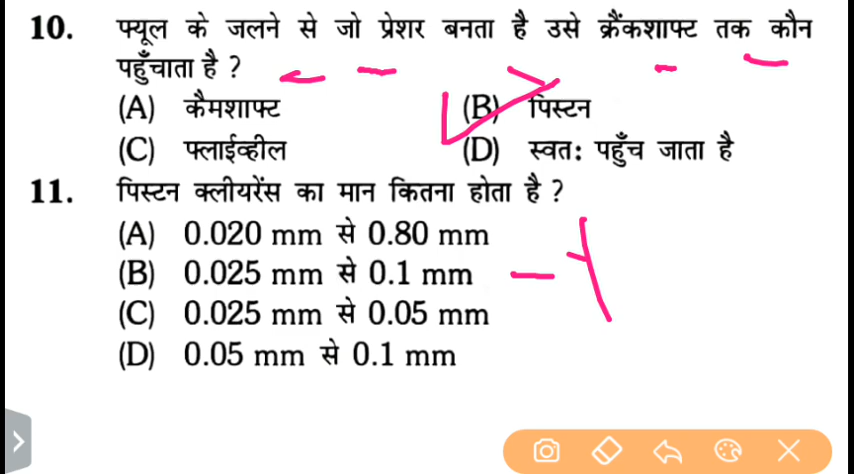 10. फ्यूल के जलने से जो प्रेशर बनता है उसे क्रैंकशाफ्ट तक कौन
पहुँचाता है ?
(A) कैमशाफ्ट (B) पिस्टन
(C) फ्लाईव्हील (D) स्वतः पहुँच जाता है
11. पिस्टन क्लीयरेंस का मान कितना होता है ?
(A) 0.020 mm से 0.80 mm
(B) 0.025 mm से 0.1 mm
(C) 0.025 mm से 0.05 mm
(D) 0.05 mm से 0.1 mm